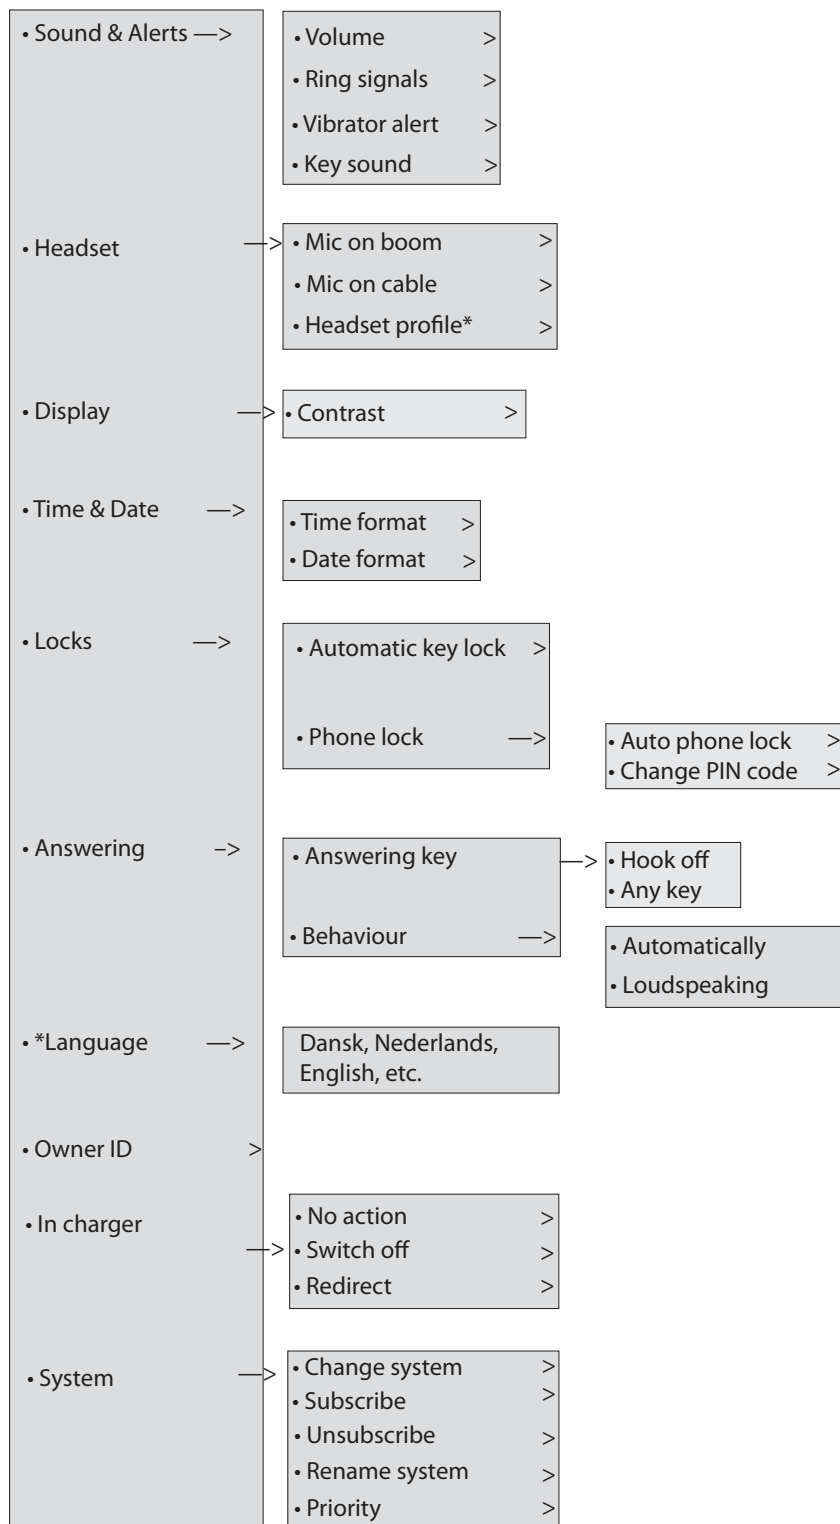 • Sound & Alerts —>
• Volume >
• Ring signals >
• Vibrator alert >
• Key sound >
• Headset —>
• Mic on boom >
• Mic on cable >
• Headset profile* >
• Display —>
• Contrast >
• Time & Date —>
• Time format >
• Date format >
• Locks —>
• Automatic key lock >
• Phone lock —>
• Auto phone lock >
• Change PIN code >
• Answering –>
• Answering key —>
• Hook off
• Any key
• Behaviour —>
• Automatically
• Loudspeaking
• *Language —>
Dansk, Nederlands,
English, etc.
• Owner ID >
• In charger —>
• No action >
• Switch off >
• Redirect >
• System —>
• Change system >
• Subscribe >
• Unsubscribe >
• Rename system >
• Priority >